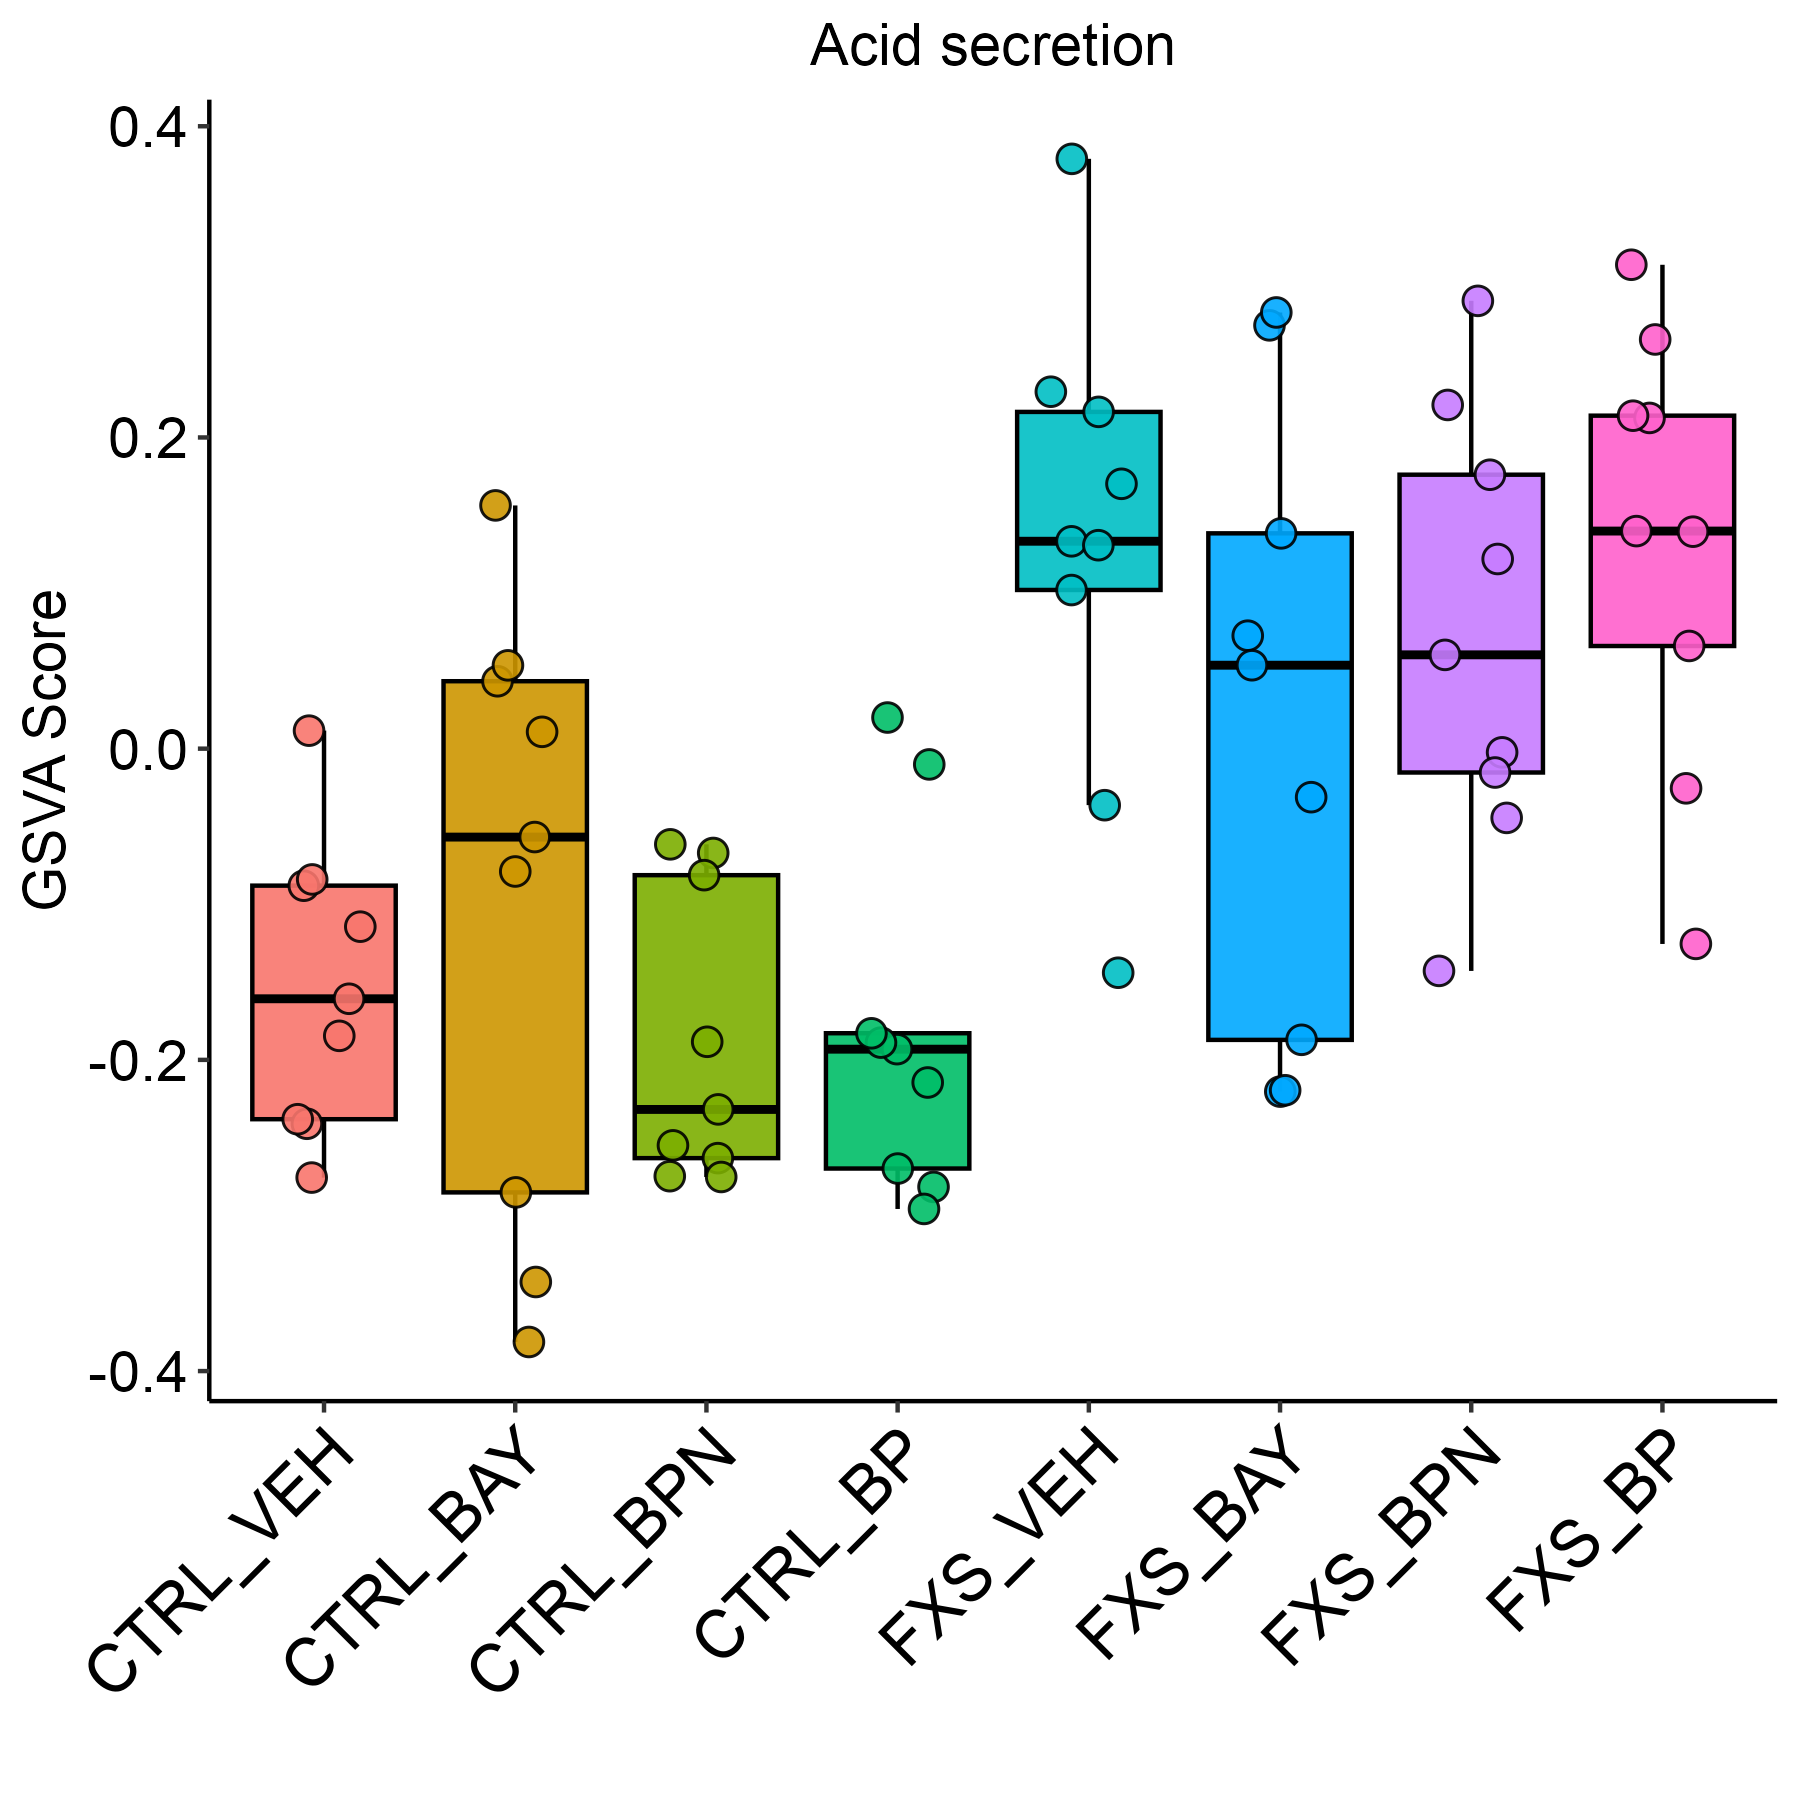 Acid secretion
GSVA Score
0.4
0.2
0.0
-0.2
-0.4
CTRL_VEH
CTRL_BAY
CTRL_BPN
CTRL_BP
FXS_VEH
FXS_BAY
FXS_BPN
FXS_BP